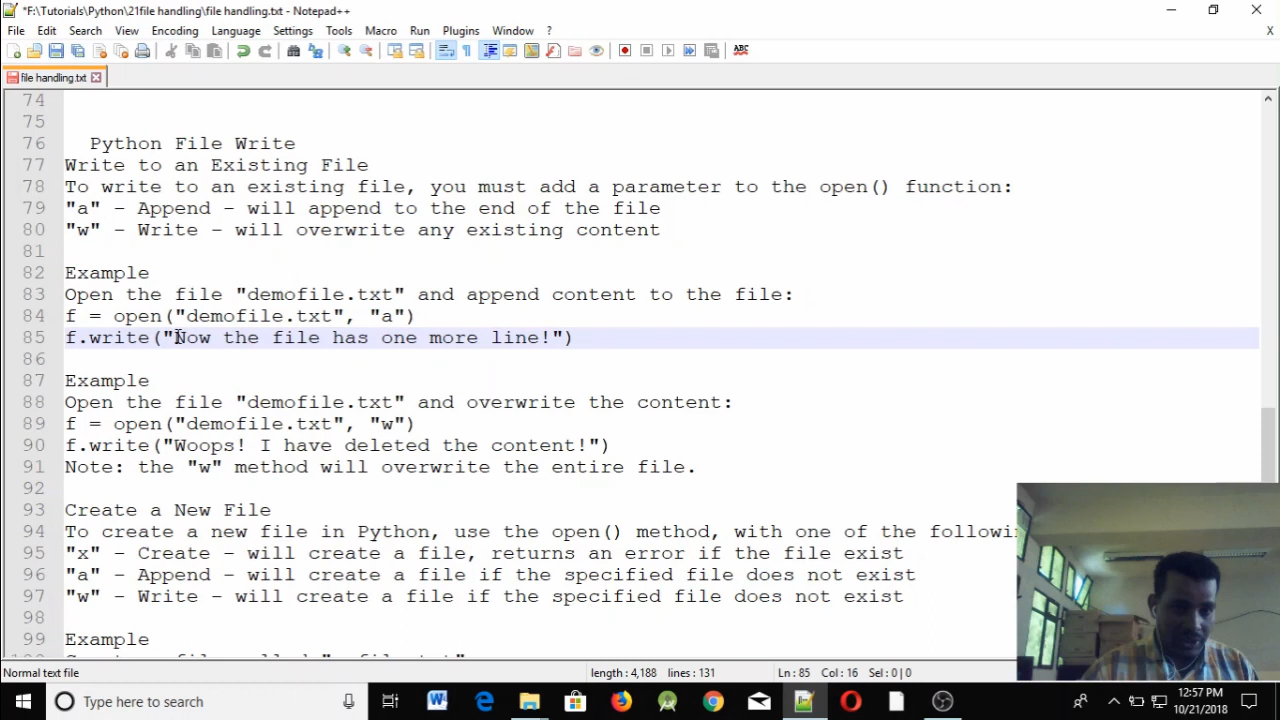 *F:\Tutorials\Python\21file handling\file handling.txt - Notepad++
File Edit Search View Encoding Language Settings Tools Macro Run Plugins Window ? X
file handling.txt
74
75
76 Python File Write
77 Write to an Existing File
78 To write to an existing file, you must add a parameter to the open() function:
79 "a" - Append - will append to the end of the file
80 "w" - Write - will overwrite any existing content
81
82 Example
83 Open the file "demofile.txt" and append content to the file:
84 f = open("demofile.txt", "a")
85 f.write("Now the file has one more line!")
86
87 Example
88 Open the file "demofile.txt" and overwrite the content:
89 f = open("demofile.txt", "w")
90 f.write("Woops! I have deleted the content!")
91 Note: the "w" method will overwrite the entire file.
92
93 Create a New File
94 To create a new file in Python, use the open() method, with one of the followi
95 "x" - Create - will create a file, returns an error if the file exist
96 "a" - Append - will create a file if the specified file does not exist
97 "w" - Write - will create a file if the specified file does not exist
98
99 Example
Normal text file length : 4,188 lines : 131 Ln : 85 Col : 16 Sel : 0 | 0
Type here to search
12:57 PM
10/21/2018